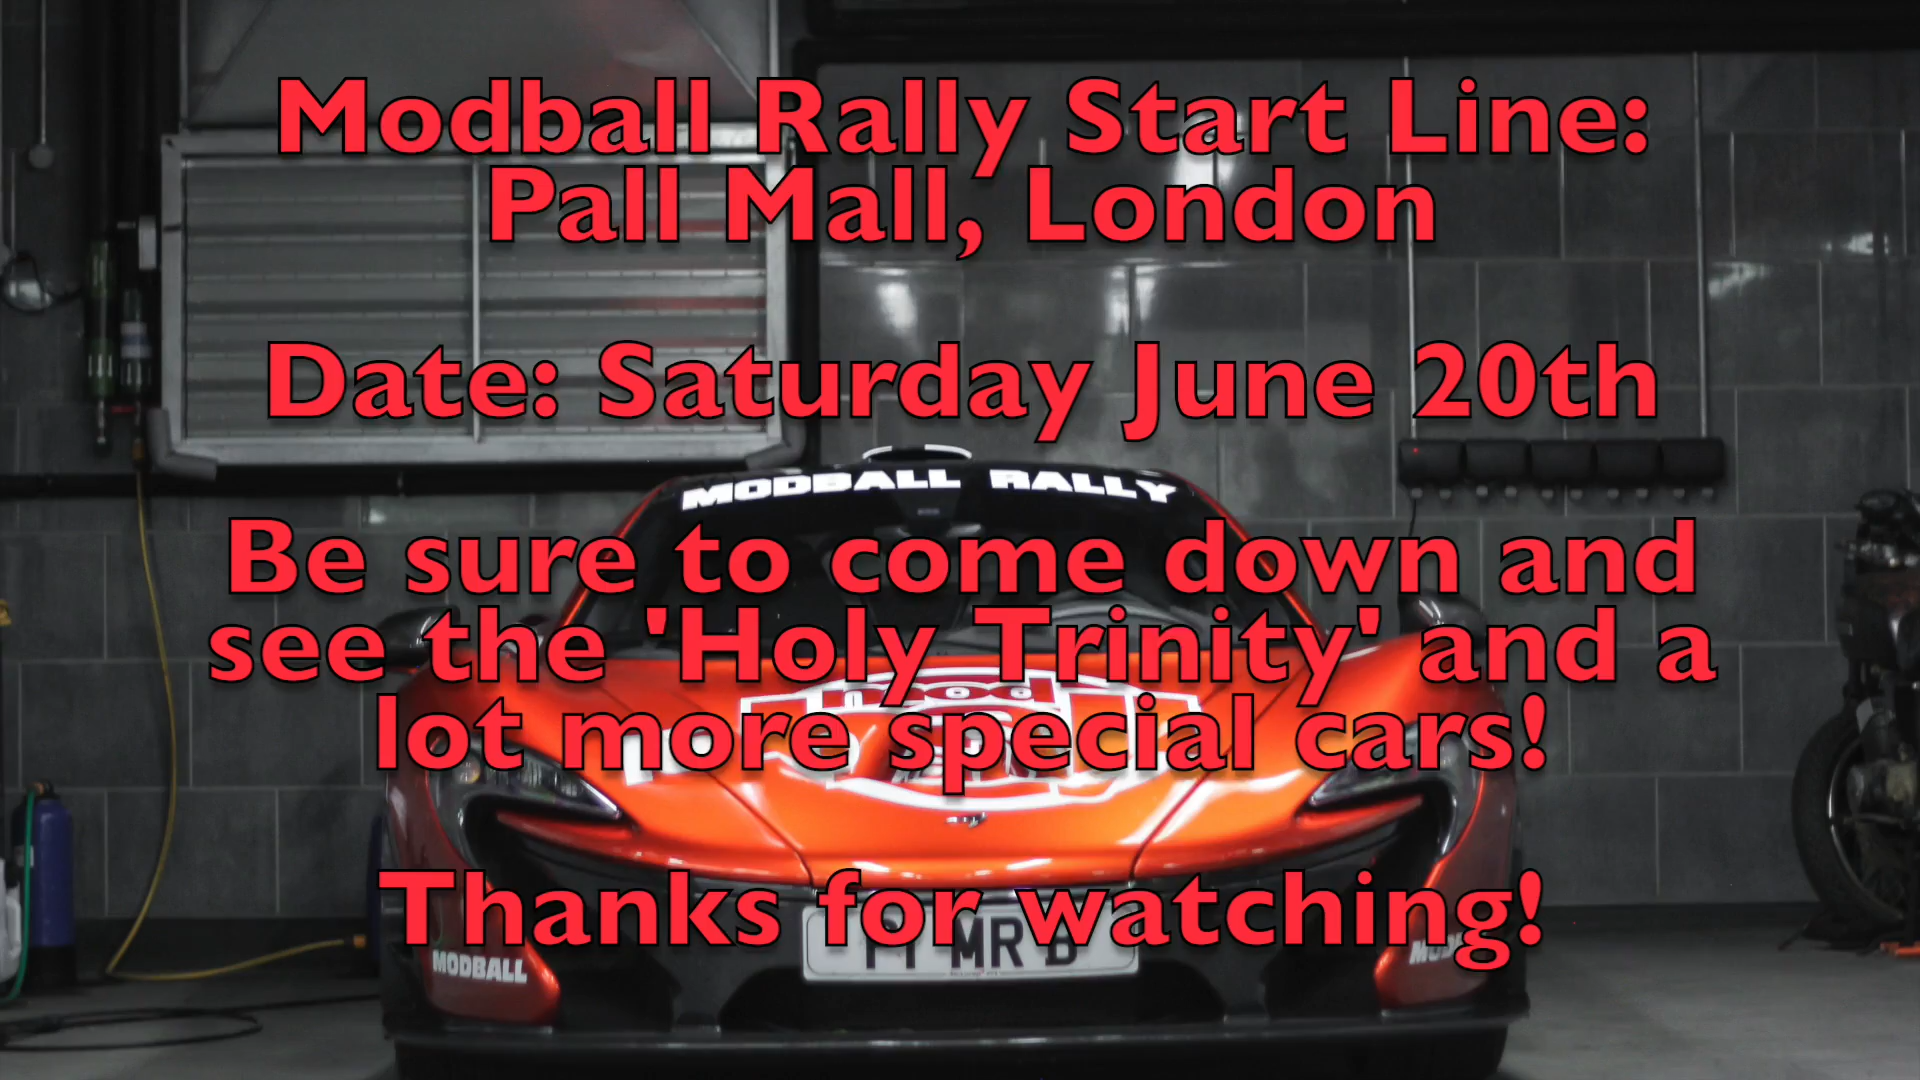 Modball Rally Start Line:
Pall Mall, London
Date: Saturday June 20th
MODBALL RALLY
Be sure to come down and
see the 'Holy Trinity' and a
lot more special cars!
Thanks for watching!
MR B
MODBALL